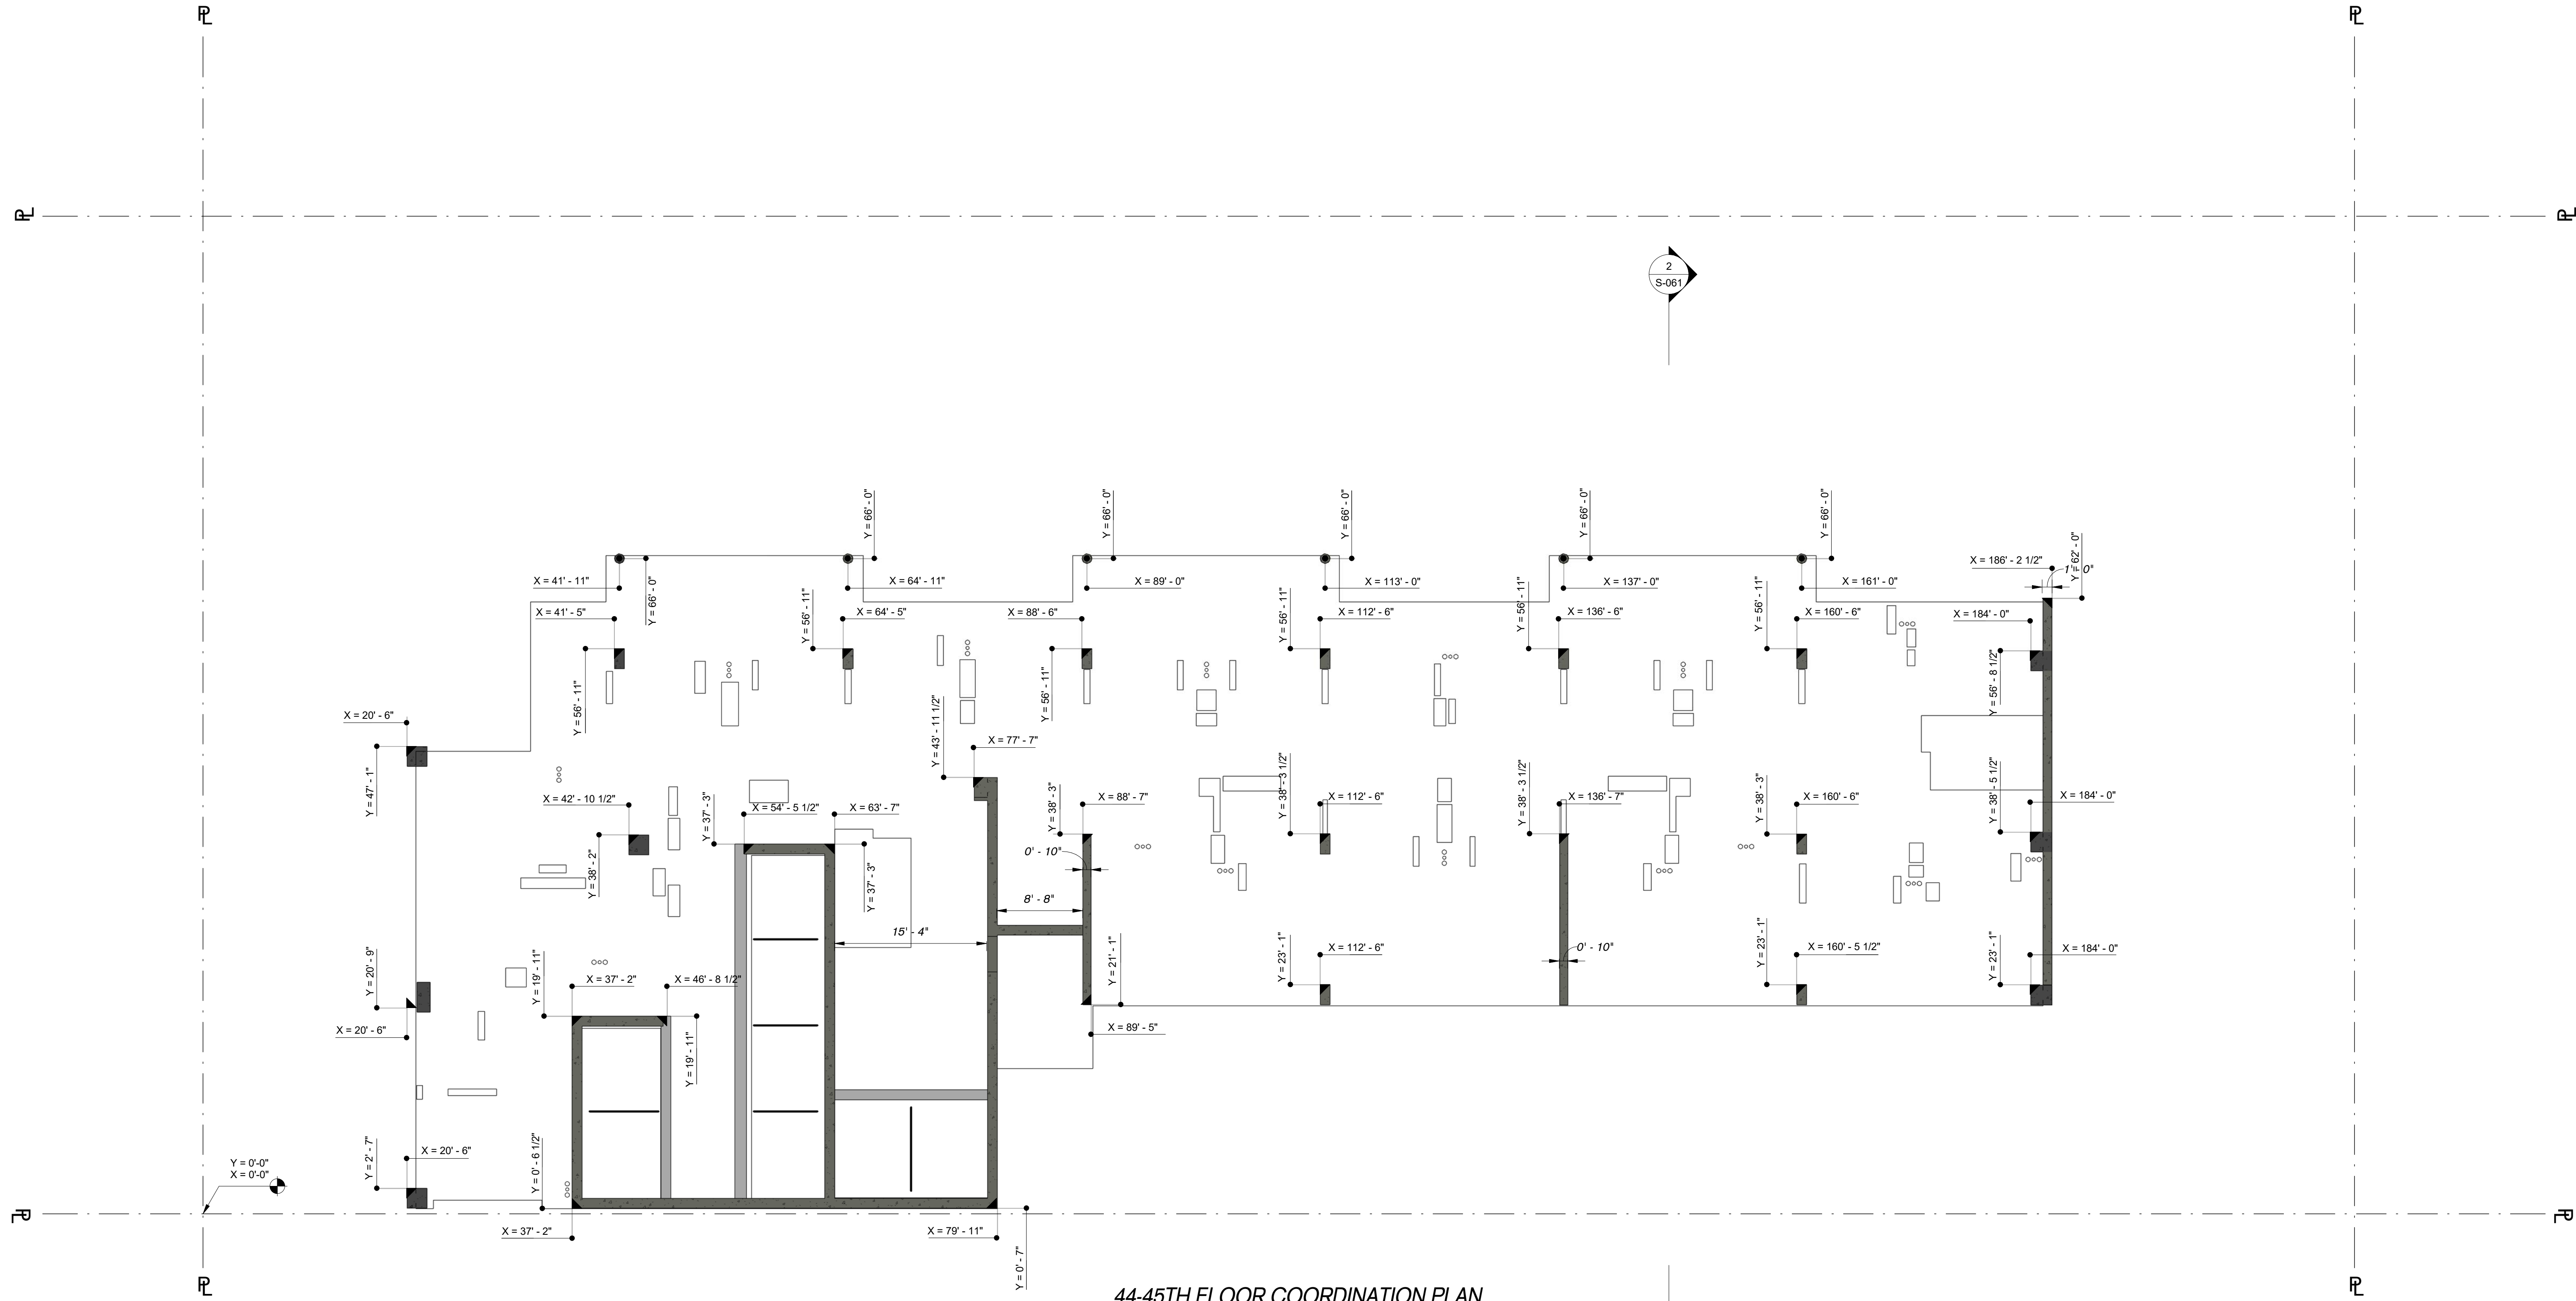 PL
PL
PL
PL
2
S-061
Y = 66' - 0"
Y = 66' - 0"
Y = 66' - 0"
Y = 66' - 0"
Y = 66' - 0"
Y = 62' - 0"
X = 186' - 2 1/2"
1' - 0"
X = 41' - 11"
Y = 66' - 0"
X = 64' - 11"
X = 89' - 0"
X = 113' - 0"
X = 137' - 0"
X = 161' - 0"
X = 41' - 5"
Y = 56' - 11"
X = 64' - 5"
X = 88' - 6"
Y = 56' - 11"
X = 112' - 6"
Y = 56' - 11"
X = 136' - 6"
Y = 56' - 11"
X = 160' - 6"
X = 184' - 0"
Y = 56' - 11"
Y = 56' - 11"
Y = 56' - 8 1/2"
X = 20' - 6"
Y = 43' - 11 1/2"
X = 77' - 7"
Y = 47' - 1"
X = 42' - 10 1/2"
Y = 37' - 3"
X = 54' - 5 1/2"
X = 63' - 7"
Y = 38' - 3"
X = 88' - 7"
Y = 38' - 3 1/2"
X = 112' - 6"
Y = 38' - 3 1/2"
X = 136' - 7"
Y = 38' - 3"
X = 160' - 6"
Y = 38' - 5 1/2"
X = 184' - 0"
Y = 38' - 2"
Y = 37' - 3"
0' - 10"
8' - 8"
15' - 4"
Y = 20' - 9"
Y = 19' - 11"
X = 37' - 2"
X = 46' - 8 1/2"
Y = 21' - 1"
Y = 23' - 1"
X = 112' - 6"
0' - 10"
Y = 23' - 1"
X = 160' - 5 1/2"
Y = 23' - 1"
X = 184' - 0"
X = 20' - 6"
Y = 19' - 11"
X = 89' - 5"
Y = 2' - 7"
X = 20' - 6"
Y = 0' - 6 1/2"
Y = 0'-0"
X = 0'-0"
PL
PL
X = 37' - 2"
X = 79' - 11"
Y = 0' - 7"
PL
PL
44-45TH FLOOR COORDINATION PLAN